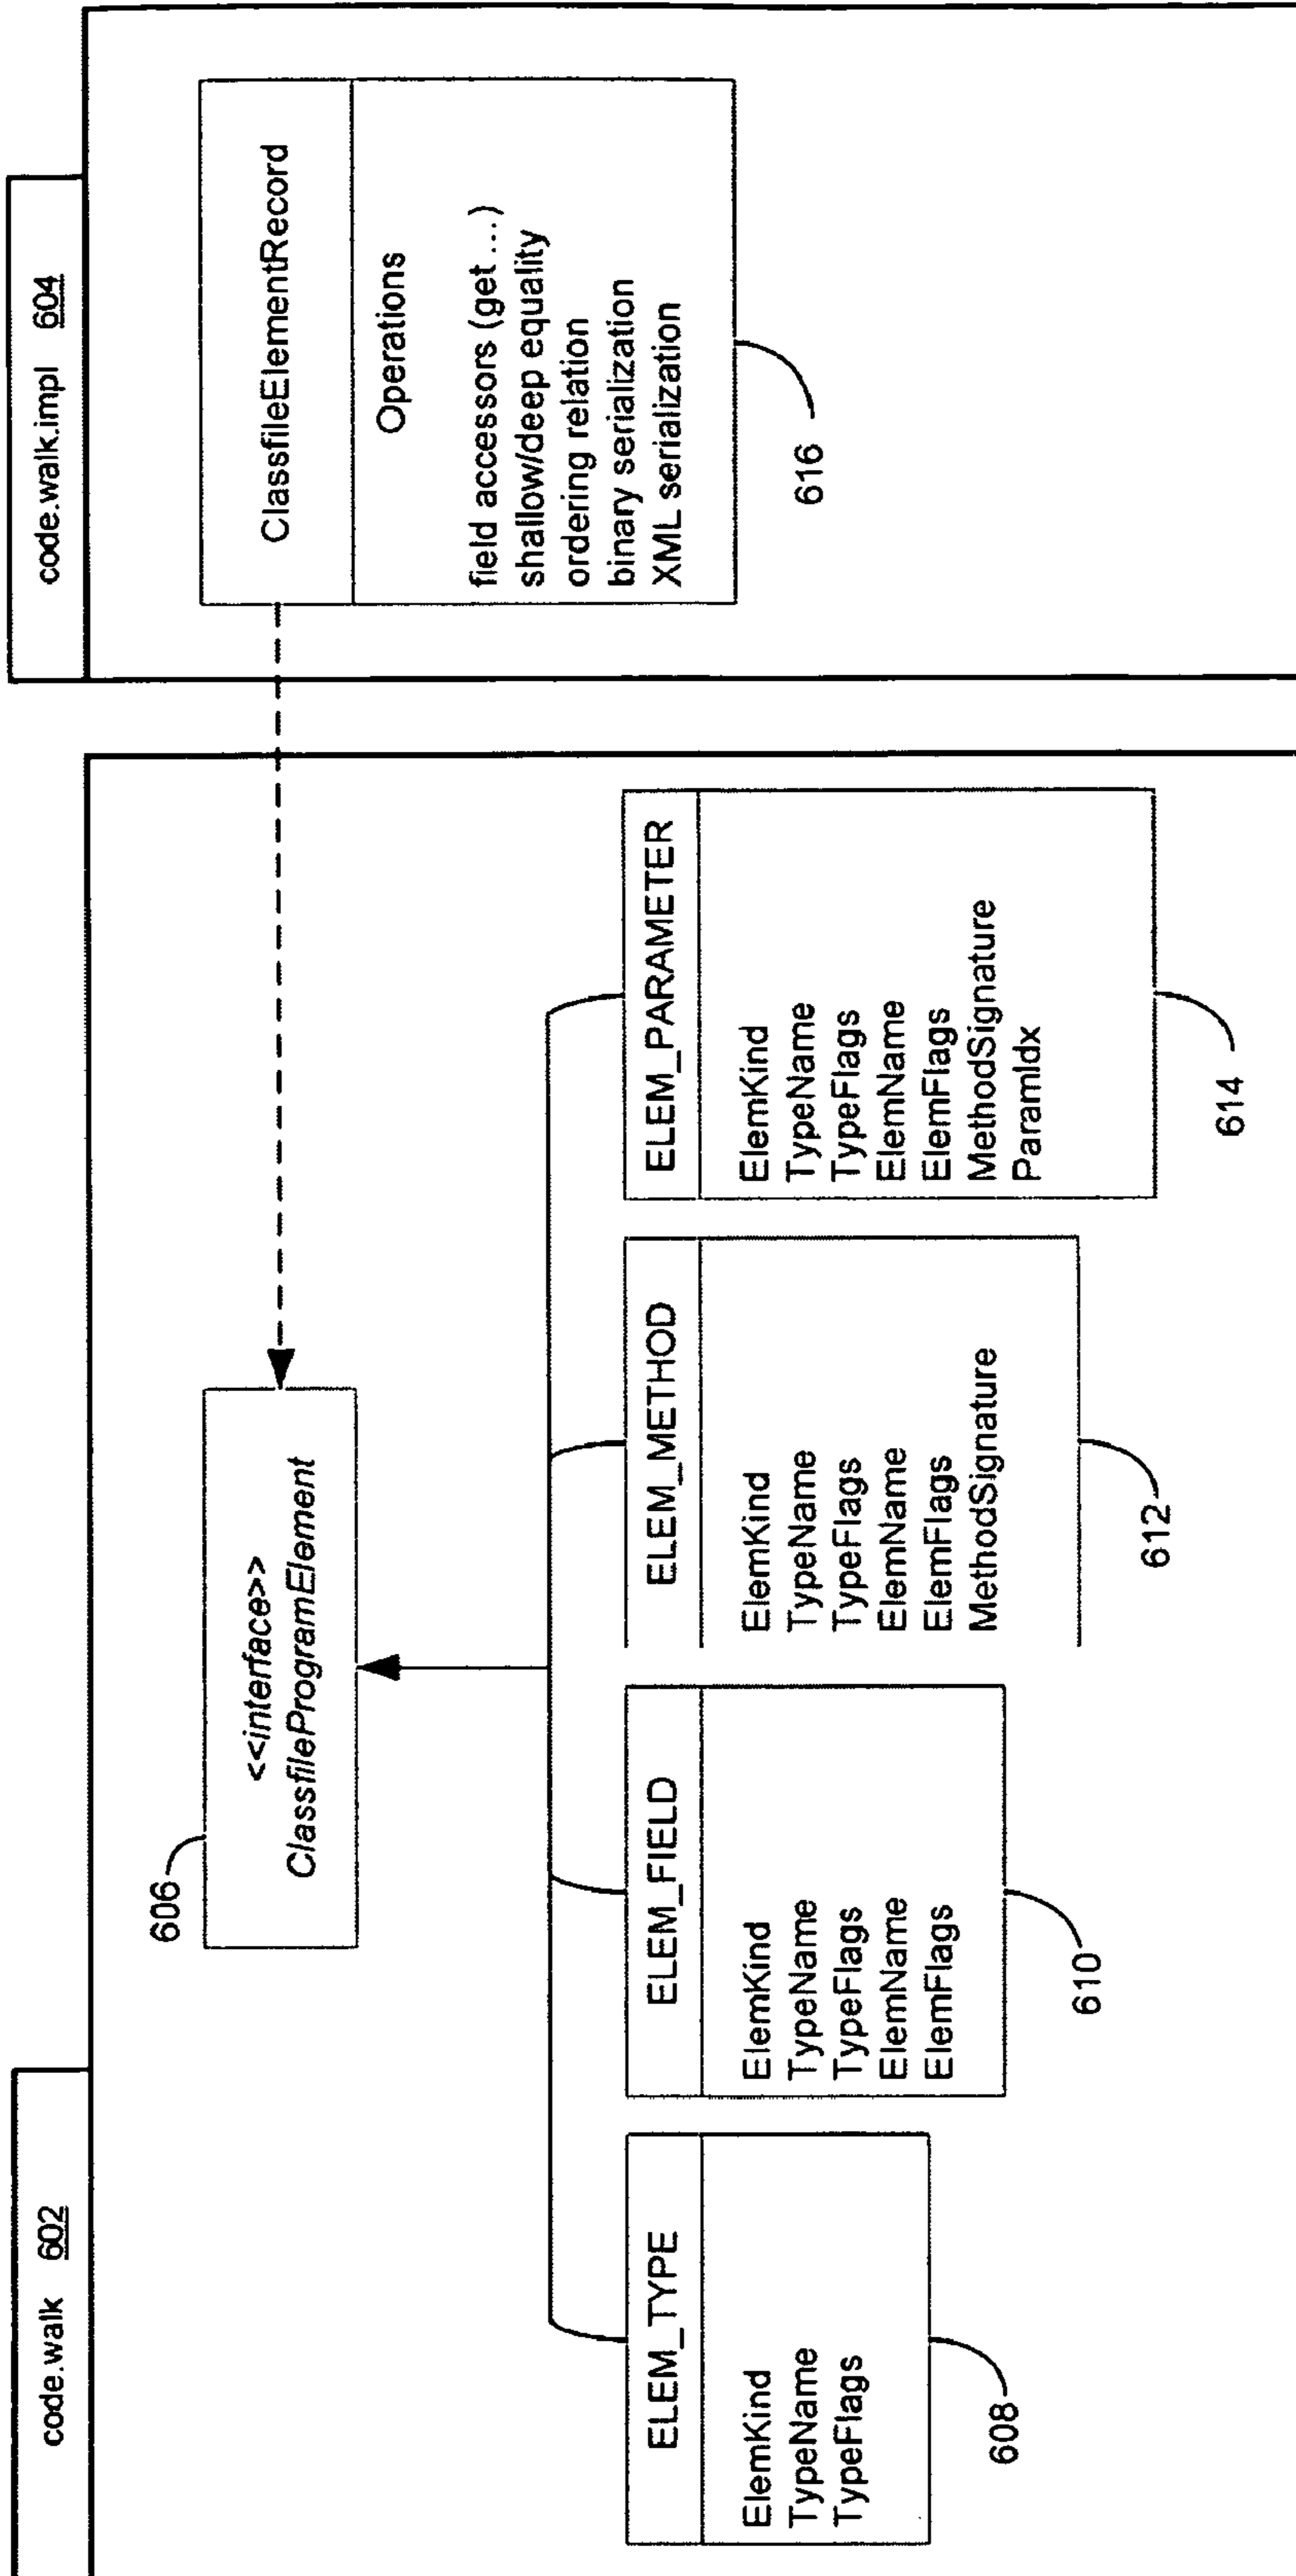 code.walk 602
606
<<interface>>
ClassfileProgramElement
ELEM_TYPE
ElemKind
TypeName
TypeFlags
608
ELEM_FIELD
ElemKind
TypeName
TypeFlags
ElemName
ElemFlags
610
ELEM_METHOD
ElemKind
TypeName
TypeFlags
ElemName
ElemFlags
MethodSignature
612
ELEM_PARAMETER
ElemKind
TypeName
TypeFlags
ElemName
ElemFlags
MethodSignature
ParamIdx
614
code.walk.impl 604
ClassfileElementRecord
Operations
field accessors (get ...)
shallow/deep equality
ordering relation
binary serialization
XML serialization
616